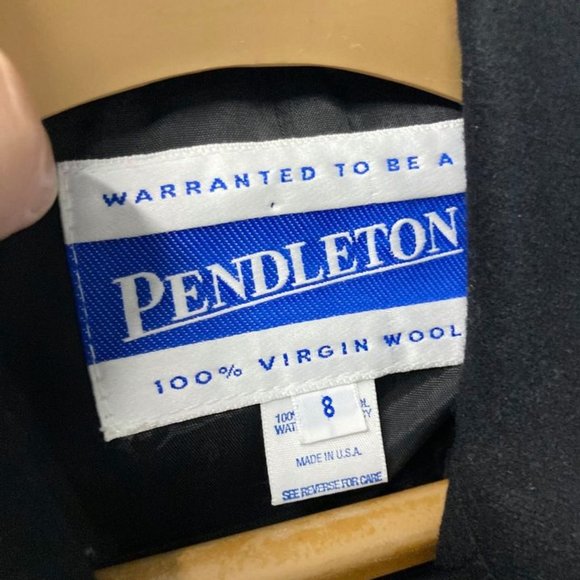 WARRANTED TO BE A
PENDLETON
100% VIRGIN WOOL
8
MADE IN U.S.A.
SEE REVERSE FOR CARE